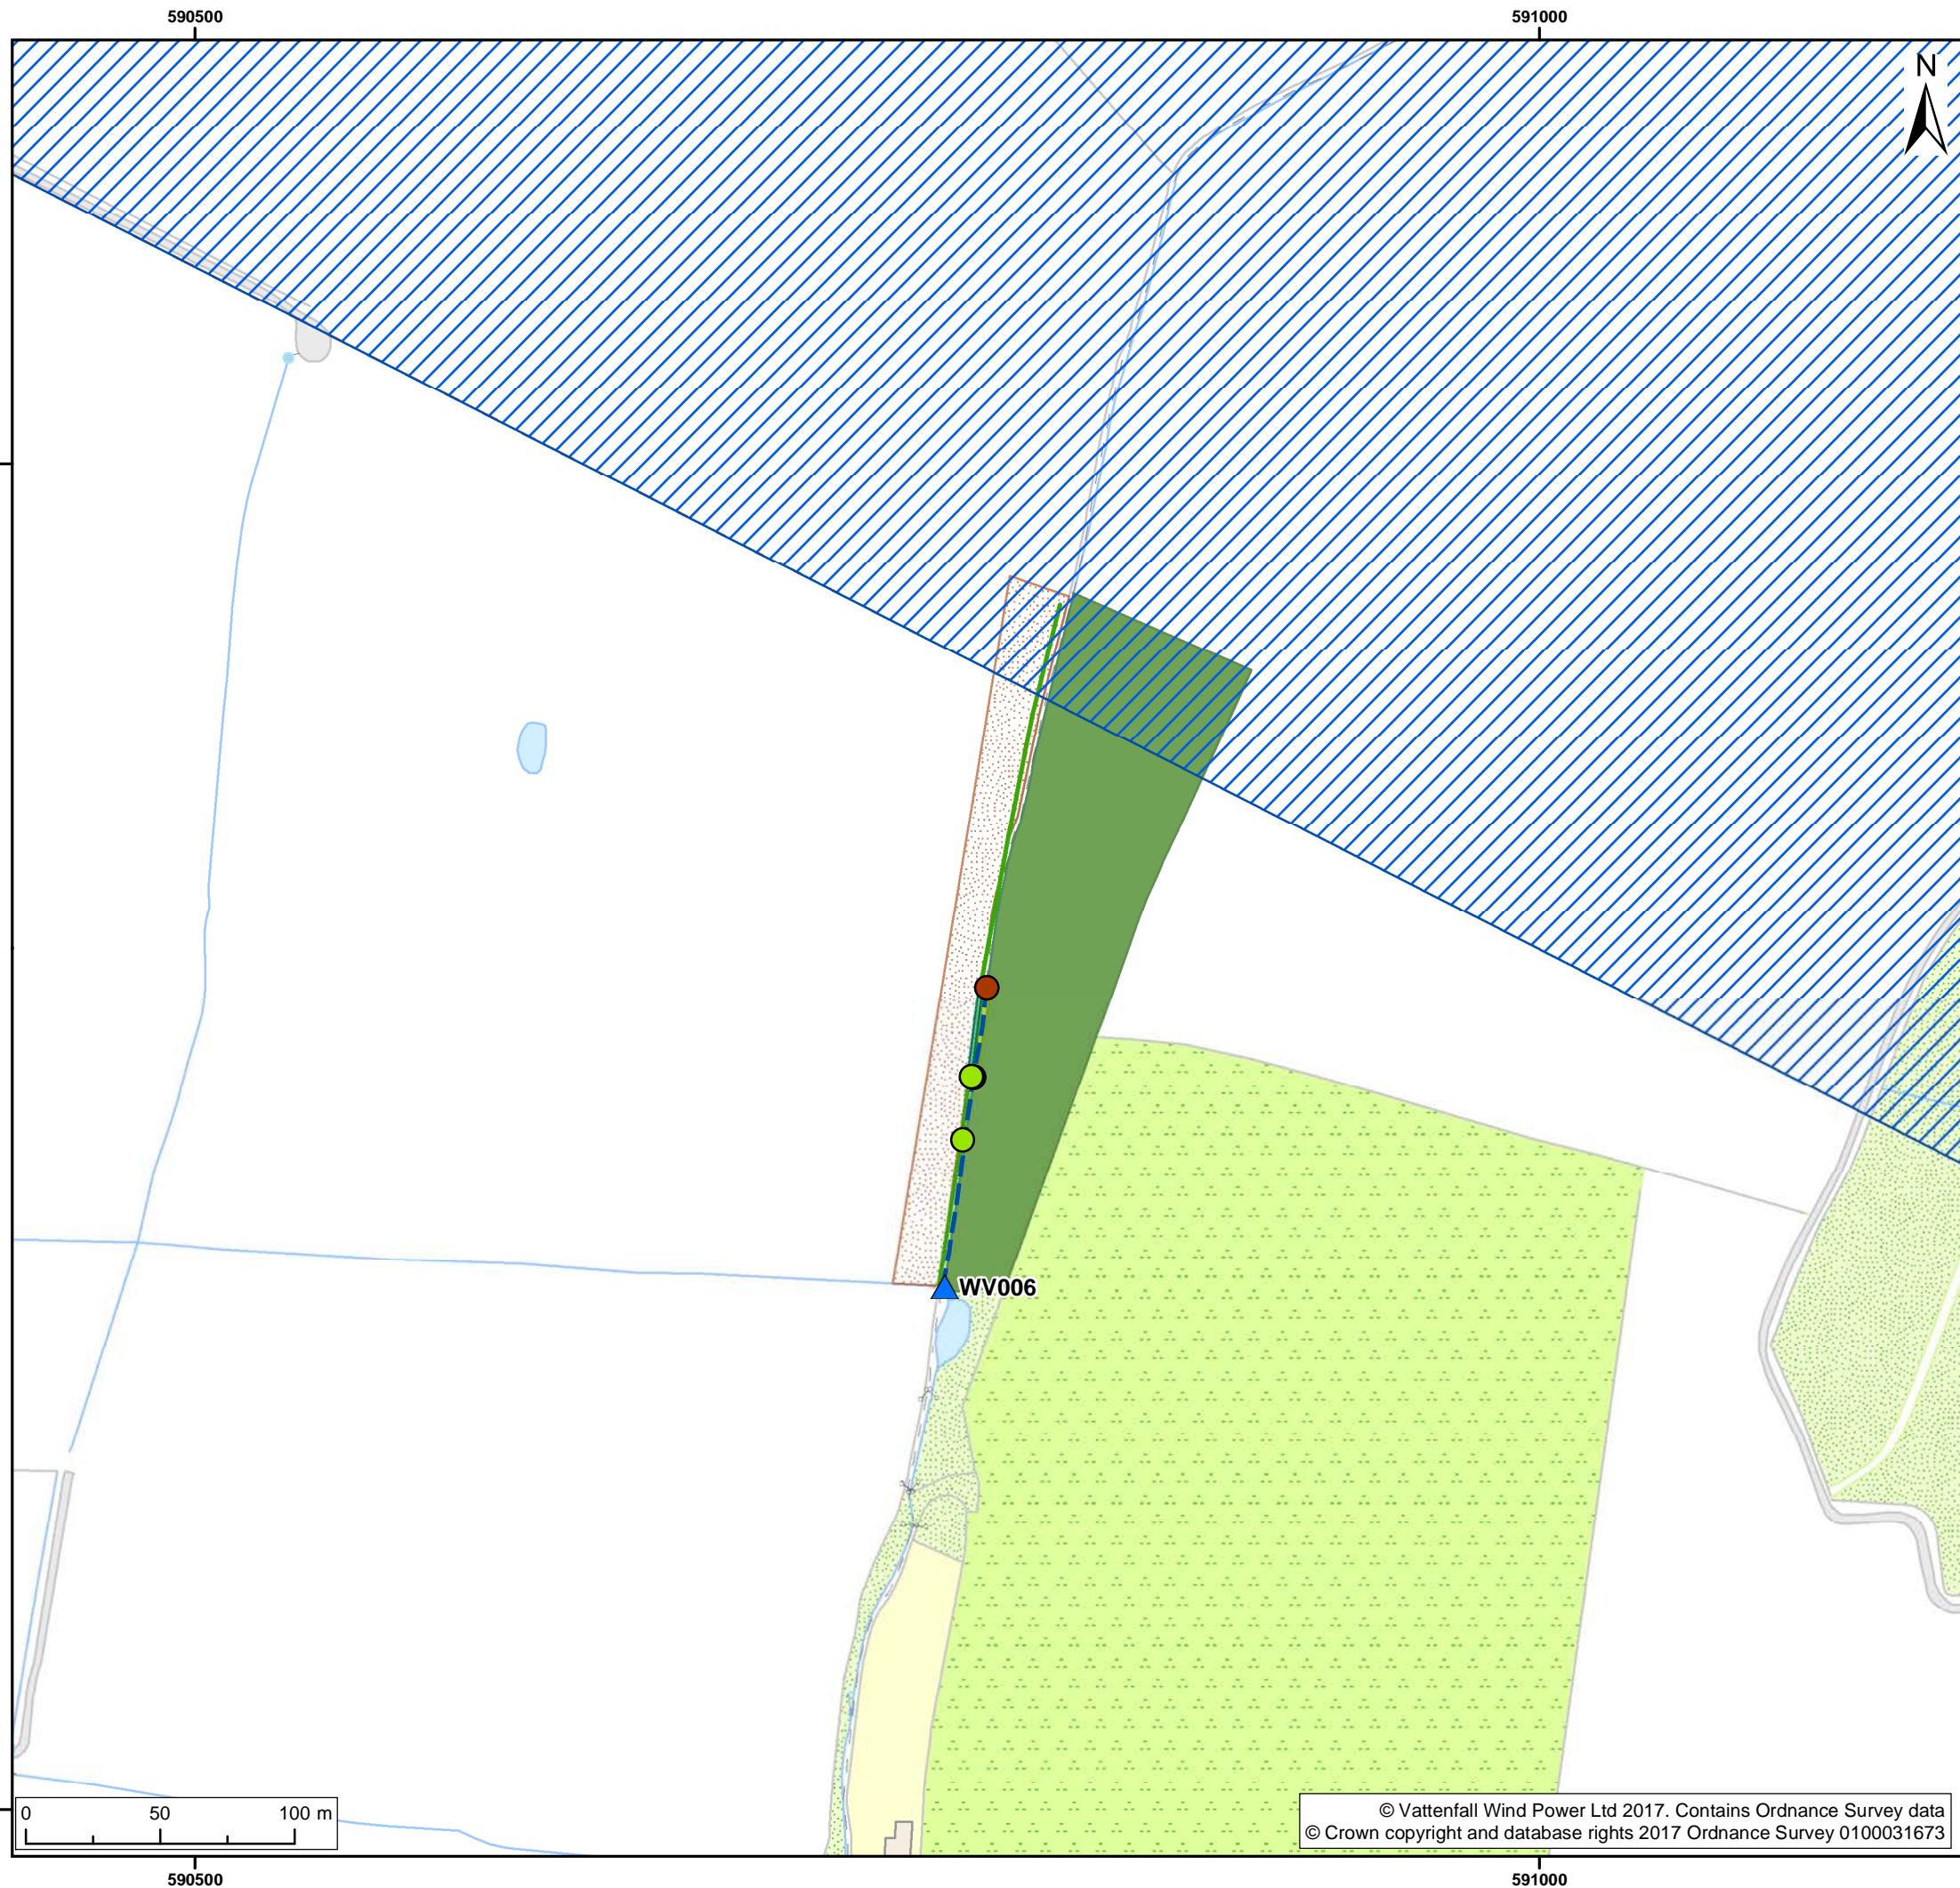 590500
591000
N
WV006
0
50
100 m
© Vattenfall Wind Power Ltd 2017. Contains Ordnance Survey data
© Crown copyright and database rights 2017 Ordnance Survey 0100031673
590500
591000